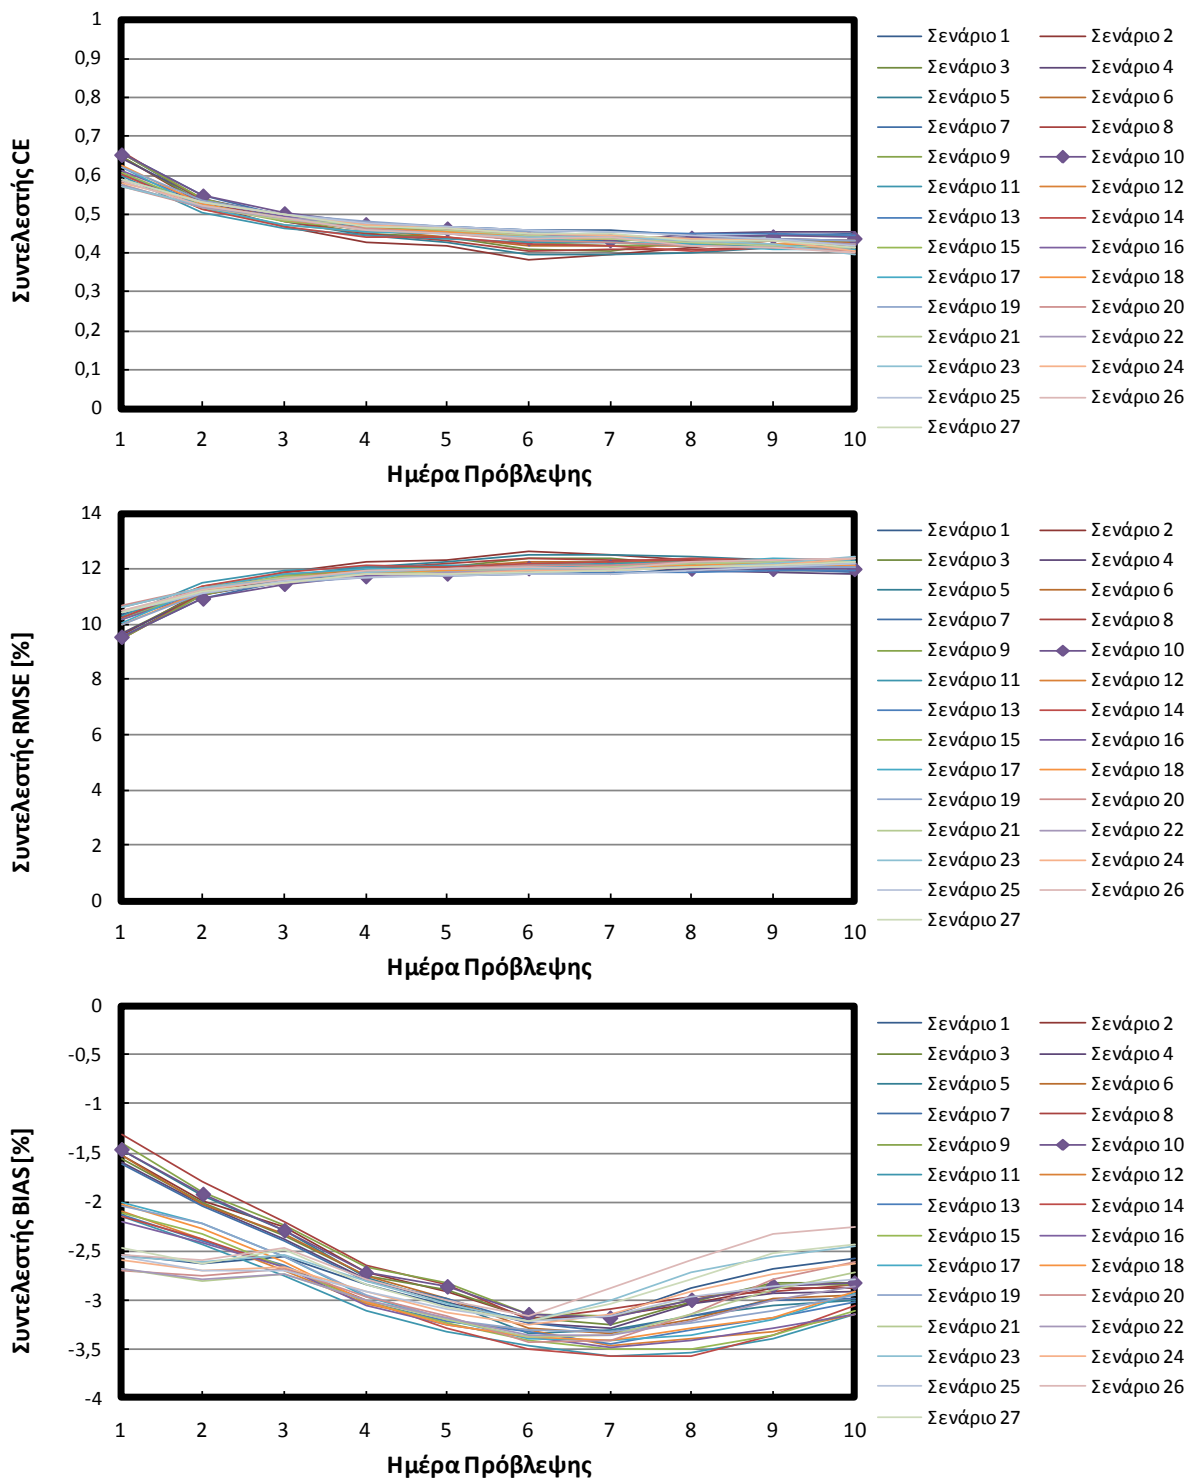 Συντελεστής CE
1
0,9
0,8
0,7
0,6
0,5
0,4
0,3
0,2
0,1
0
1 2 3 4 5 6 7 8 9 10
Ημέρα Πρόβλεψης
Σενάριο 1 Σενάριο 2
Σενάριο 3 Σενάριο 4
Σενάριο 5 Σενάριο 6
Σενάριο 7 Σενάριο 8
Σενάριο 9 Σενάριο 10
Σενάριο 11 Σενάριο 12
Σενάριο 13 Σενάριο 14
Σενάριο 15 Σενάριο 16
Σενάριο 17 Σενάριο 18
Σενάριο 19 Σενάριο 20
Σενάριο 21 Σενάριο 22
Σενάριο 23 Σενάριο 24
Σενάριο 25 Σενάριο 26
Σενάριο 27
Συντελεστής RMSE [%]
14
12
10
8
6
4
2
0
1 2 3 4 5 6 7 8 9 10
Ημέρα Πρόβλεψης
Σενάριο 1 Σενάριο 2
Σενάριο 3 Σενάριο 4
Σενάριο 5 Σενάριο 6
Σενάριο 7 Σενάριο 8
Σενάριο 9 Σενάριο 10
Σενάριο 11 Σενάριο 12
Σενάριο 13 Σενάριο 14
Σενάριο 15 Σενάριο 16
Σενάριο 17 Σενάριο 18
Σενάριο 19 Σενάριο 20
Σενάριο 21 Σενάριο 22
Σενάριο 23 Σενάριο 24
Σενάριο 25 Σενάριο 26
Σενάριο 27
Συντελεστής BIAS [%]
0
-0,5
-1
-1,5
-2
-2,5
-3
-3,5
-4
1 2 3 4 5 6 7 8 9 10
Ημέρα Πρόβλεψης
Σενάριο 1 Σενάριο 2
Σενάριο 3 Σενάριο 4
Σενάριο 5 Σενάριο 6
Σενάριο 7 Σενάριο 8
Σενάριο 9 Σενάριο 10
Σενάριο 11 Σενάριο 12
Σενάριο 13 Σενάριο 14
Σενάριο 15 Σενάριο 16
Σενάριο 17 Σενάριο 18
Σενάριο 19 Σενάριο 20
Σενάριο 21 Σενάριο 22
Σενάριο 23 Σενάριο 24
Σενάριο 25 Σενάριο 26
Σενάριο 27